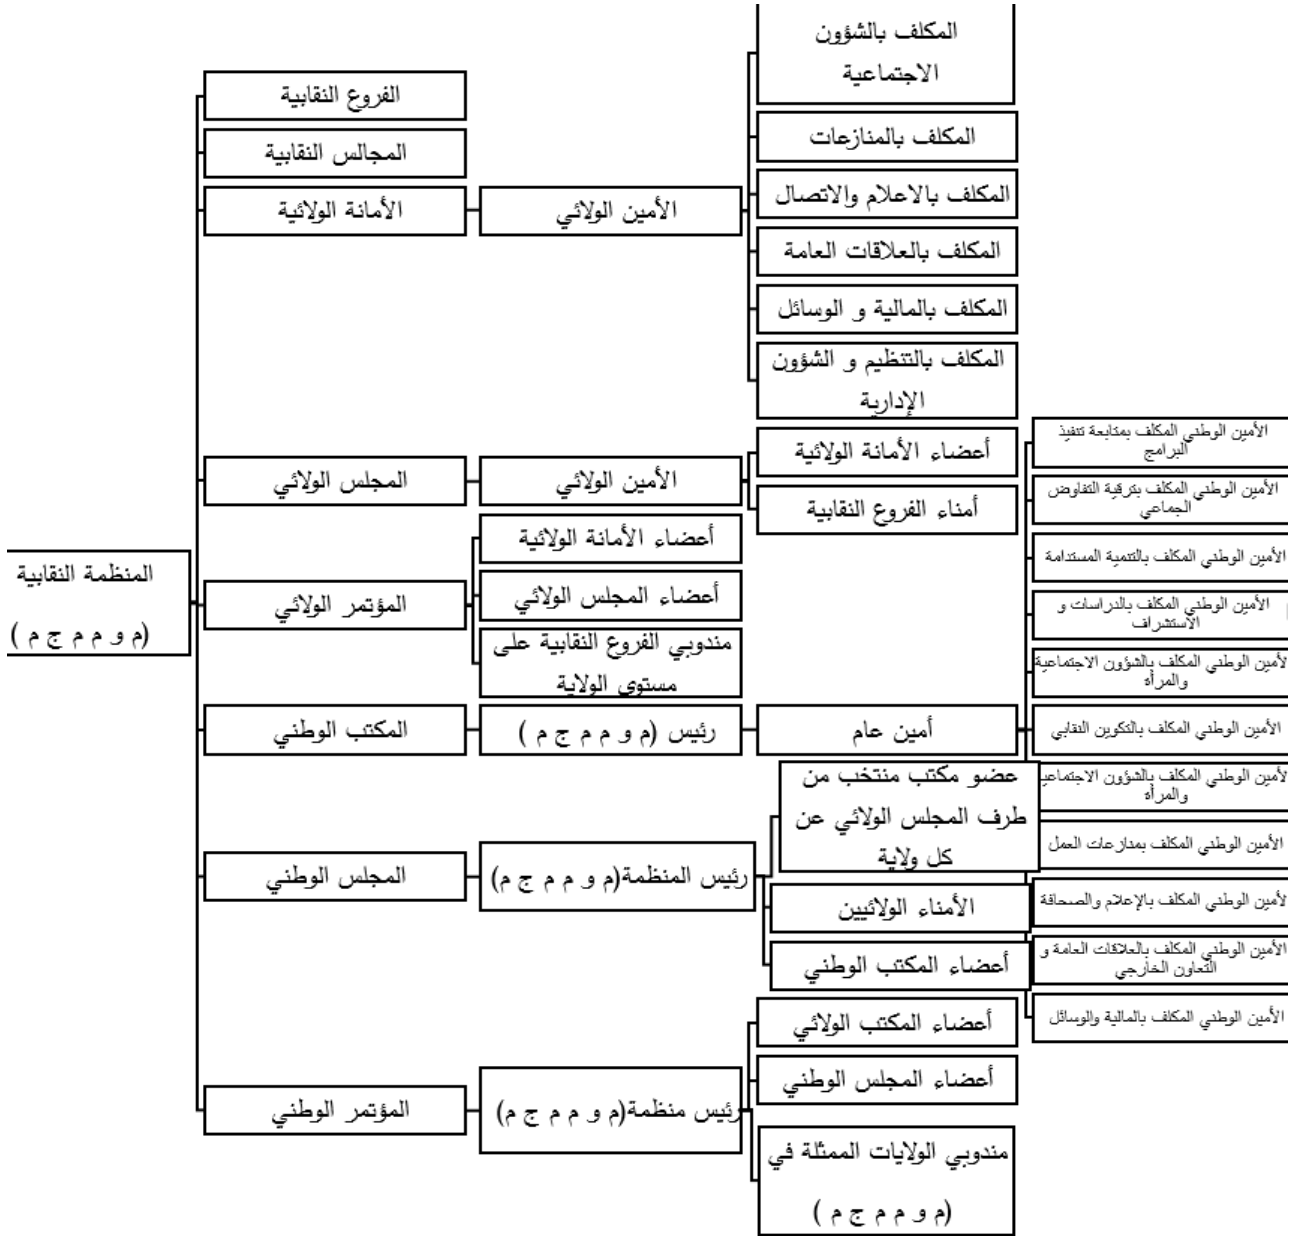 المكلف بالشؤون
الاجتماعية
الفروع النقابية
المكلف بالمنازعات
المجالس النقابية
المكلف بالاعلام والاتصال
الأمانة الولائية
الأمين الولائي
المكلف بالعلاقات العامة
المكلف بالمالية و الوسائل
المكلف بالتنظيم و الشؤون
الإدارية
الأمين الوطني المكلف بمتابعة تنفيذ
البرامج
أعضاء الأمانة الولائية
المجلس الولائي
الأمين الولائي
أمناء الفروع النقابية
الأمين الوطني المكلف بترقية التفاوض
الجماعي
أعضاء الأمانة الولائية
الأمين الوطني المكلف بالتنمية المستدامة
المنظمة النقابية
(م و م م ج م )
المؤتمر الولائي
أعضاء المجلس الولائي
الأمين الوطني المكلف بالدراسات و
الاستشراف
مندوبي الفروع النقابية على
مستوى الولاية
لأمين الوطني المكلف بالشؤون الاجتماعية
والمرأة
المكتب الوطني
رئيس (م و م م ج م )
أمين عام
الأمين الوطني المكلف بالتكوين النقابي
عضو مكتب منتخب من
طرف المجلس الولائي عن
كل ولاية
لأمين الوطني المكلف بالشؤون الاجتماعي
والمرأة
الأمين الوطني المكلف بمنازعات العمل
المجلس الوطني
رئيس المنظمة(م و م م ج م)
الأمناء الولائيين
لأمين الوطني المكلف بالإعلام والصحافة
أعضاء المكتب الوطني
الأمين الوطني المكلف بالعلاقات العامة و
التعاون الخارجي
أعضاء المكتب الولائي
الأمين الوطني المكلف بالمالية والوسائل
أعضاء المجلس الوطني
المؤتمر الوطني
رئيس منظمة(م و م م ج م)
مندوبي الولايات الممثلة في
(م و م م ج م )